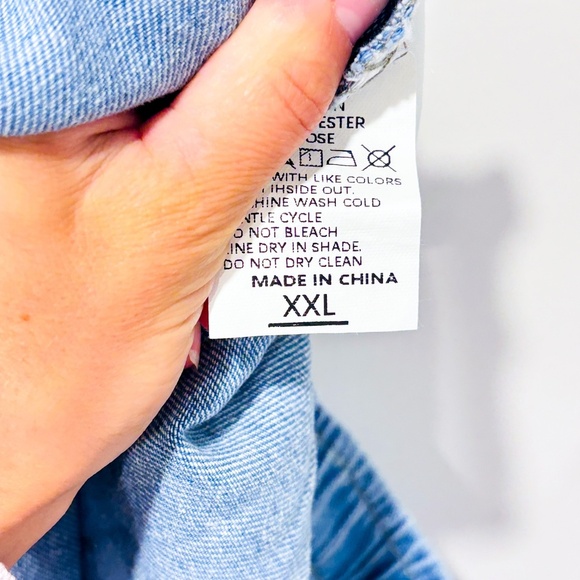 N
ESTER
OSE
WITH LIKE COLORS
IHSIDE OUT.
HINE WASH COLD
NTLE CYCLE
O NOT BLEACH
INE DRY IN SHADE.
DO NOT DRY CLEAN
MADE IN CHINA
XXL